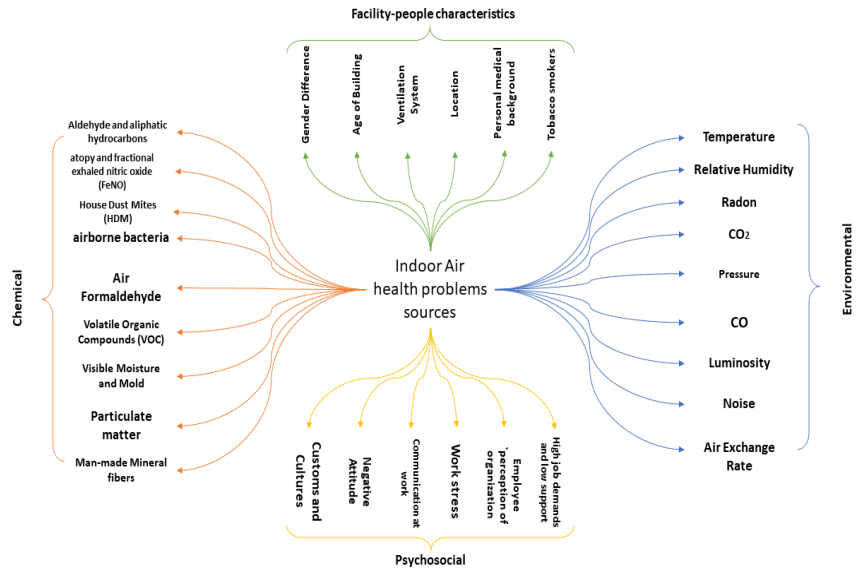 Facility-people characteristics
Gender Difference
Age of Building
Ventilation
System
Location
Personal medical
background
Tobacco smokers
Chemical
Aldehyde and aliphatic
hydrocarbons
atopy and fractional
exhaled nitric oxide
(FeNO)
House Dust Mites
(HDM)
airborne bacteria
Air
Formaldehyde
Volatile Organic
Compounds (VOC)
Visible Moisture
and Mold
Particulate
matter
Man-made Mineral
fibers
Indoor Air
health problems
sources
Temperature
Relative Humidity
Radon
CO2
Pressure
CO
Luminosity
Noise
Air Exchange
Rate
Environmental
Customs and
Cultures
Negative
Attitude
Communication at
work
Work stress
Employee
`perception of
organization
High job demands
and low support
Psychosocial